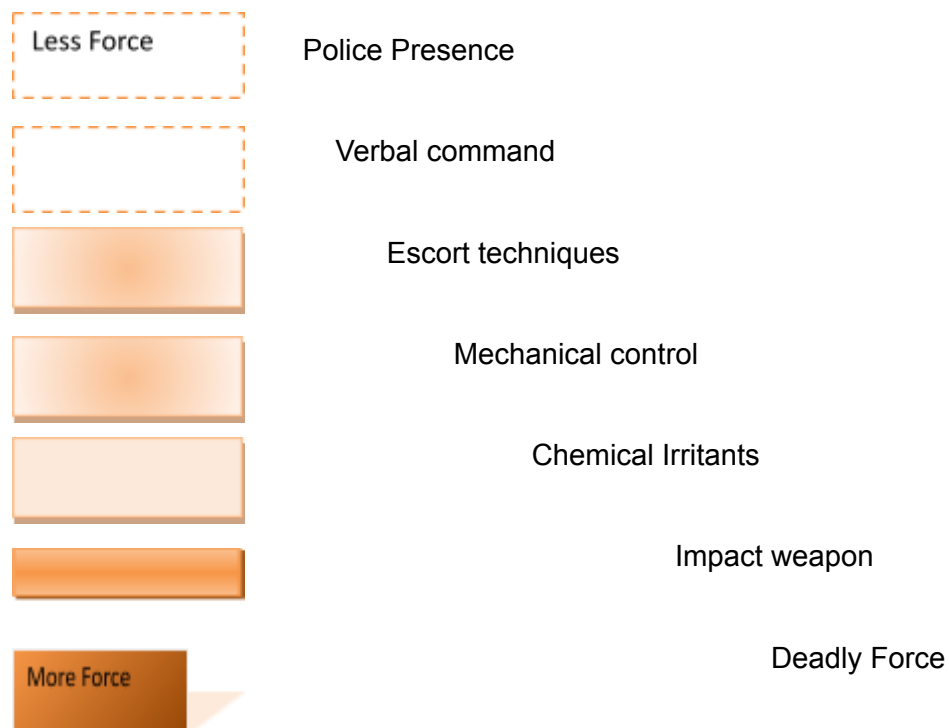 Less Force
Police Presence
Verbal command
Escort techniques
Mechanical control
Chemical Irritants
Impact weapon
Deadly Force
More Force